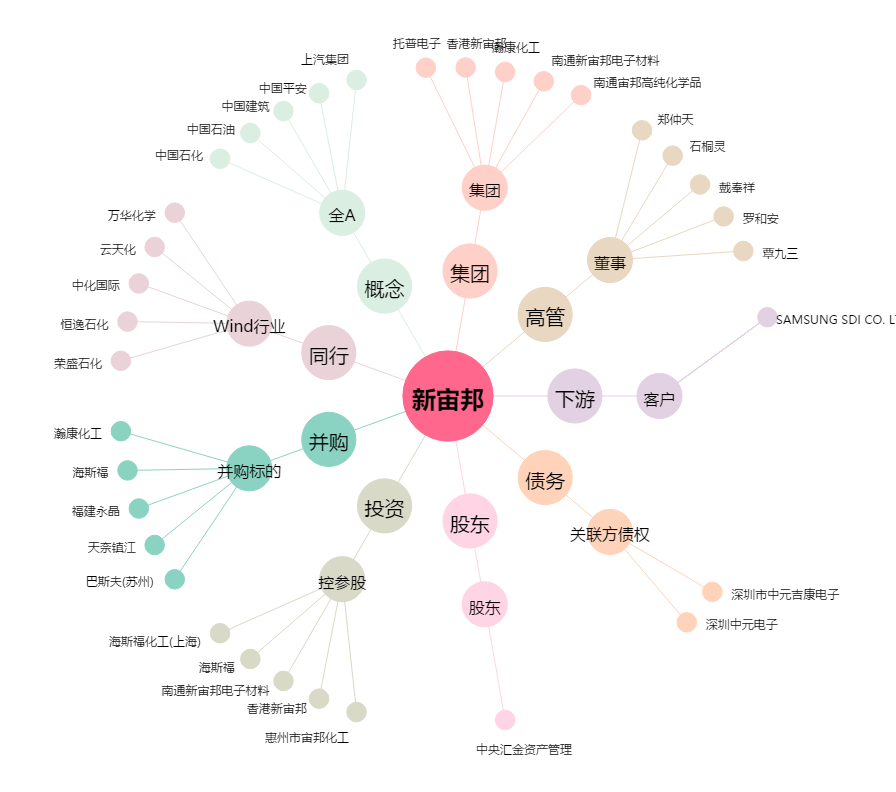 托普电子
香港新宙邦
瀚康化工
南通新宙邦电子材料
南通宙邦高纯化学品
上汽集团
中国平安
中国建筑
中国石油
中国石化
郑仲天
石桐灵
戭奉祥
罗和安
覃九三
集团
全A
万华化学
云天化
中化国际
恒逸石化
荣盛石化
董事
集团
概念
高管
Wind行业
同行
SAMSUNG SDI CO. L
新宙邦
下游
客户
瀚康化工
海斯福
福建永晶
天奈镇江
巴斯夫(苏州)
并购标的
并购
投资
股东
债务
关联方债权
深圳市中元吉康电子
深圳中元电子
控参股
股东
海斯福化工(上海)
海斯福
南通新宙邦电子材料
香港新宙邦
惠州市宙邦化工
中央汇金资产管理